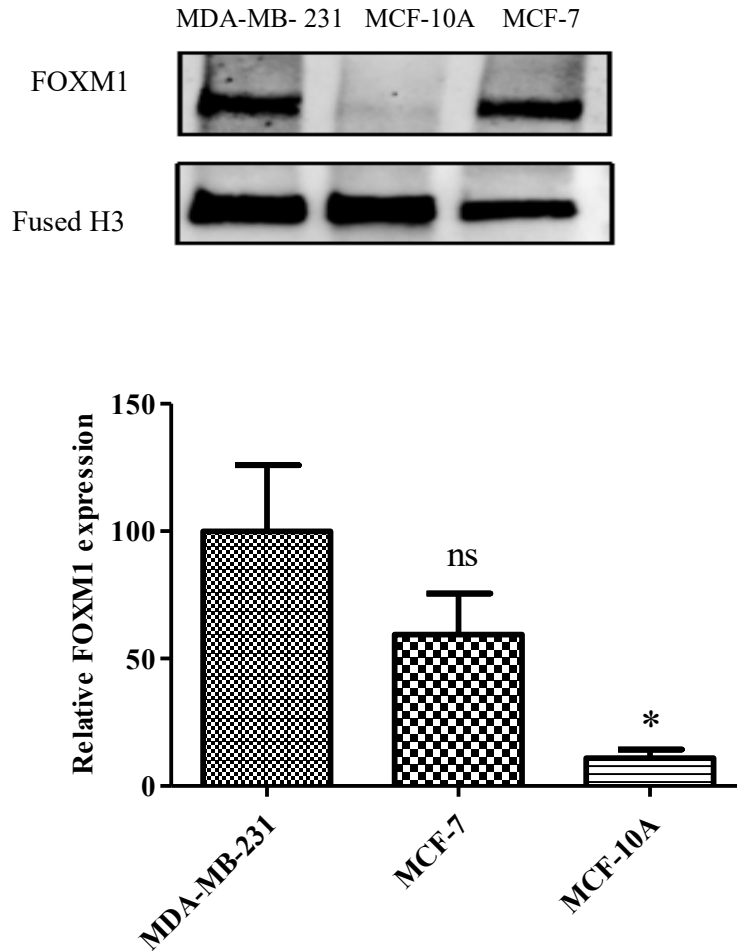 MDA-MB- 231 MCF-10A MCF-7
FOXM1
Fused H3
Relative FOXM1 expression
150
100
50
0
ns
*
MDA-MB-231
MCF-7
MCF-10A